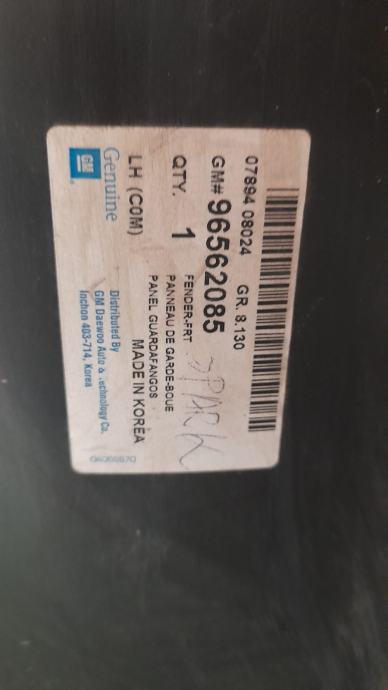 07894 08024 GR. 8.130
GM# 96562085
QTY. 1
FENDER-FRT
PANNEAU DE GARDE-BOUE
PANEL GUARDAFANGOS
SPARK
LH (COM) MADE IN KOREA
Genuine
GM
Distributed By
GM Daewoo Auto & Technology Co.
Inchon 403-714, Korea